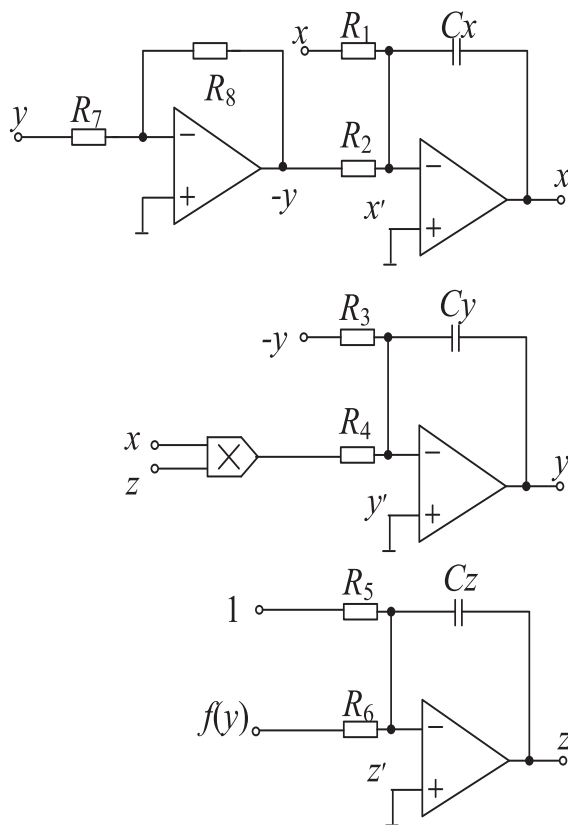 x R₁ Cx
y R₇ R₈ R₂
− −
+ -y x' + x
R₃ Cy
-y
x R₄
z × − y
y' +
R₅ Cz
1
f(y) R₆
− z
z' +